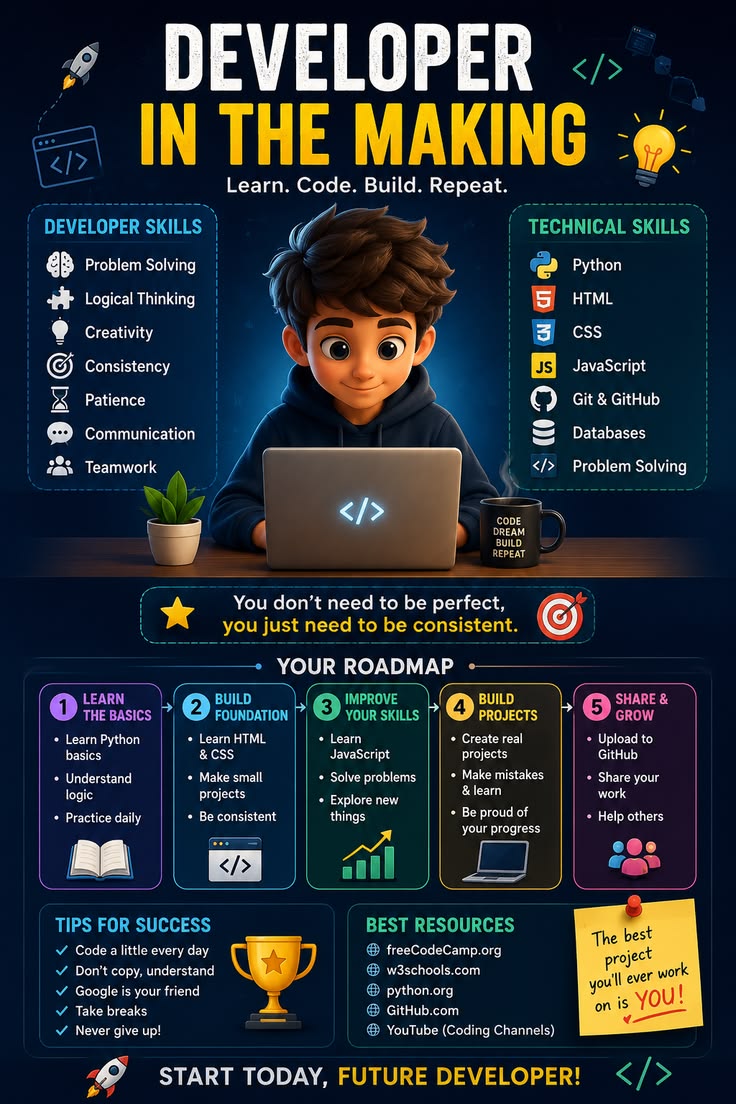 DEVELOPER
IN THE MAKING
Learn. Code. Build. Repeat.
DEVELOPER SKILLS
Problem Solving
Logical Thinking
Creativity
Consistency
Patience
Communication
Teamwork
TECHNICAL SKILLS
Python
5 HTML
3 CSS
JS JavaScript
Git & GitHub
Databases
</> Problem Solving
</>
</>
</>
CODE
DREAM
BUILD
REPEAT
You don't need to be perfect,
you just need to be consistent.
YOUR ROADMAP
1 LEARN
THE BASICS
• Learn Python
basics
• Understand
logic
• Practice daily
2 BUILD
FOUNDATION
• Learn HTML
& CSS
• Make small
projects
• Be consistent
</>
3 IMPROVE
YOUR SKILLS
• Learn
JavaScript
• Solve problems
• Explore new
things
4 BUILD
PROJECTS
• Create real
projects
• Make mistakes
& learn
• Be proud of
your progress
5 SHARE &
GROW
• Upload to
GitHub
• Share your
work
• Help others
TIPS FOR SUCCESS
✓ Code a little every day
✓ Don't copy, understand
✓ Google is your friend
✓ Take breaks
✓ Never give up!
BEST RESOURCES
freeCodeCamp.org
w3schools.com
python.org
GitHub.com
YouTube (Coding Channels)
The best
project
you'll ever work
on is YOU!
START TODAY, FUTURE DEVELOPER!
</>